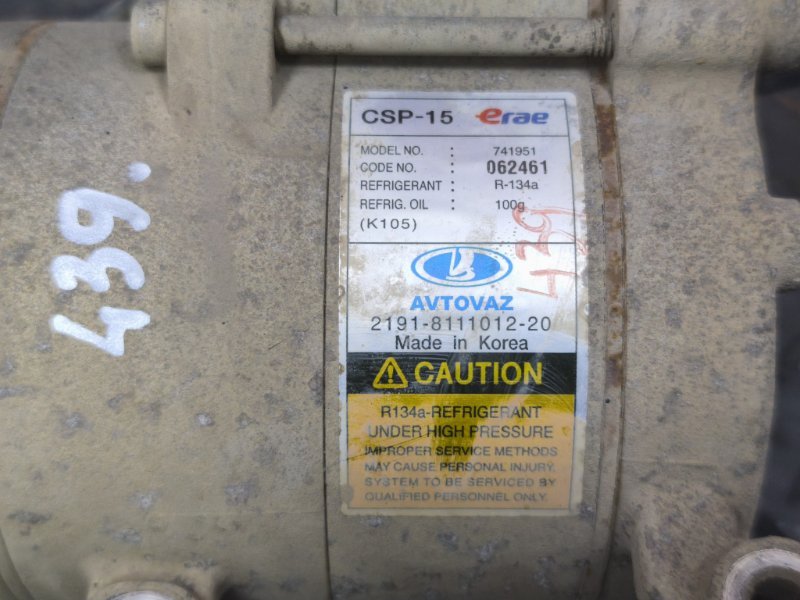 CSP-15 erae
MODEL NO. : 741951
CODE NO. : 062461
REFRIGERANT : R-134a
REFRIG. OIL : 100g
(K105)
439
AVTOVAZ
2191-8111012-20
Made in Korea
CAUTION
R134a-REFRIGERANT
UNDER HIGH PRESSURE
IMPROPER SERVICE METHODS
MAY CAUSE PERSONAL INJURY.
SYSTEM TO BE SERVICED BY
QUALIFIED PERSONNEL ONLY.
439.